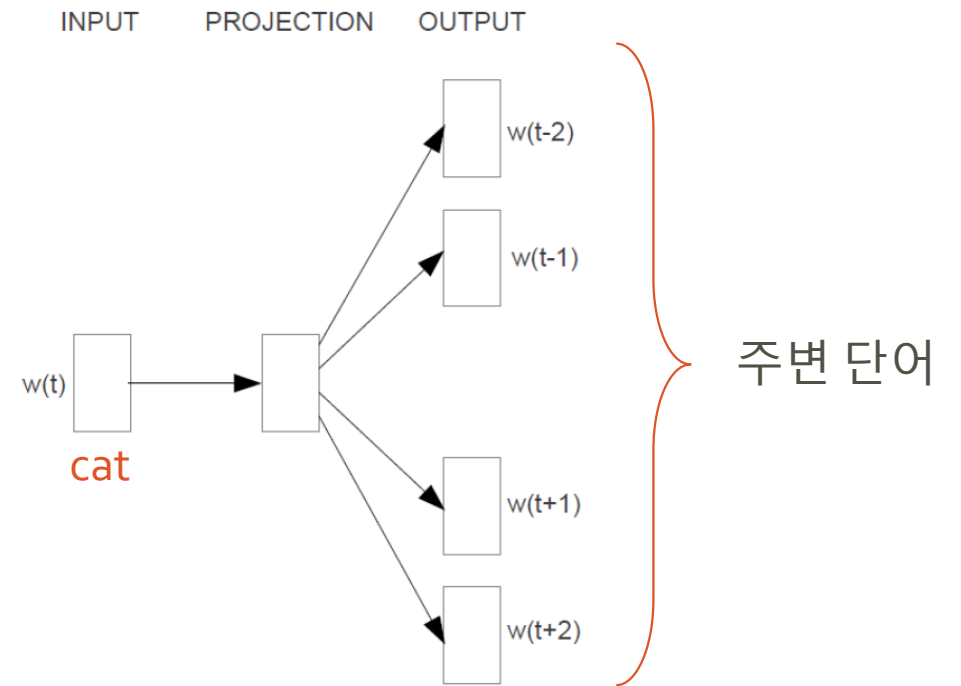 INPUT PROJECTION OUTPUT
w(t-2)
w(t-1)
주변 단어
w(t)
cat
w(t+1)
w(t+2)